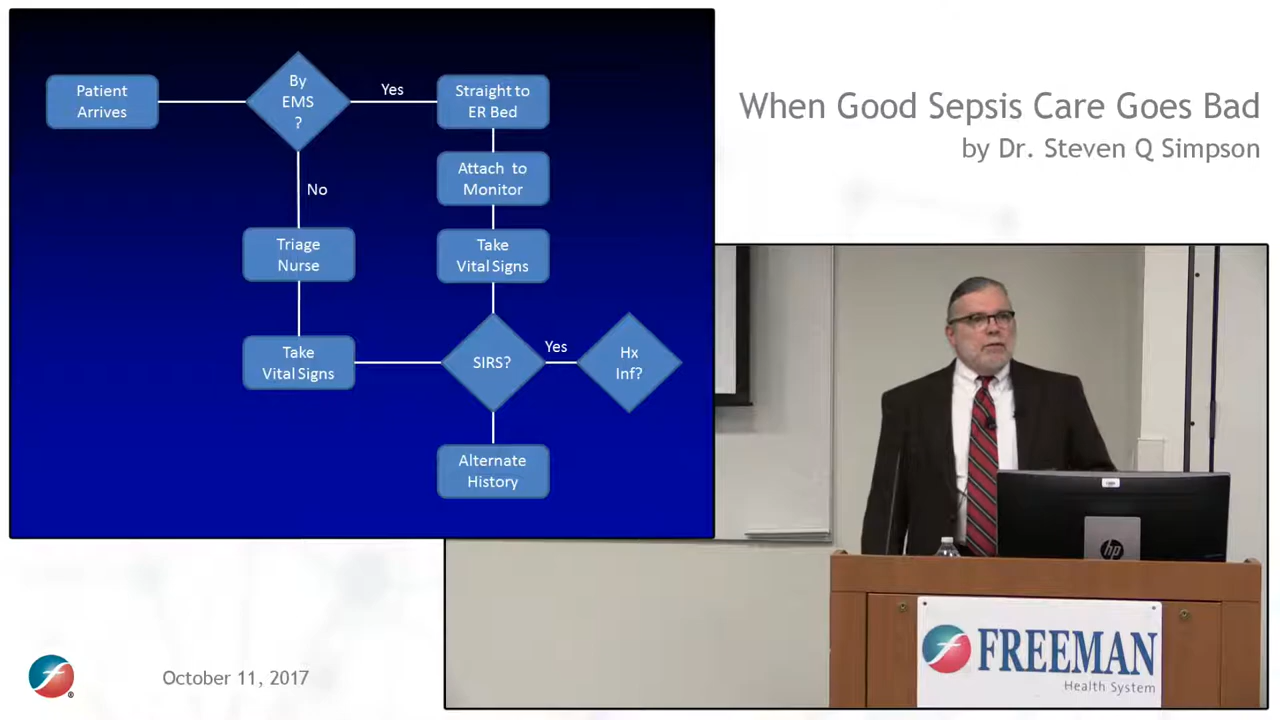 Patient
Arrives
By
EMS
?
Yes
Straight to
ER Bed
Attach to
Monitor
No
Triage
Nurse
Take
Vital Signs
Take
Vital Signs
SIRS?
Yes
Hx
Inf?
Alternate
History
When Good Sepsis Care Goes Bad
by Dr. Steven Q Simpson
hp
f FREEMAN
Health System
f ®
October 11, 2017